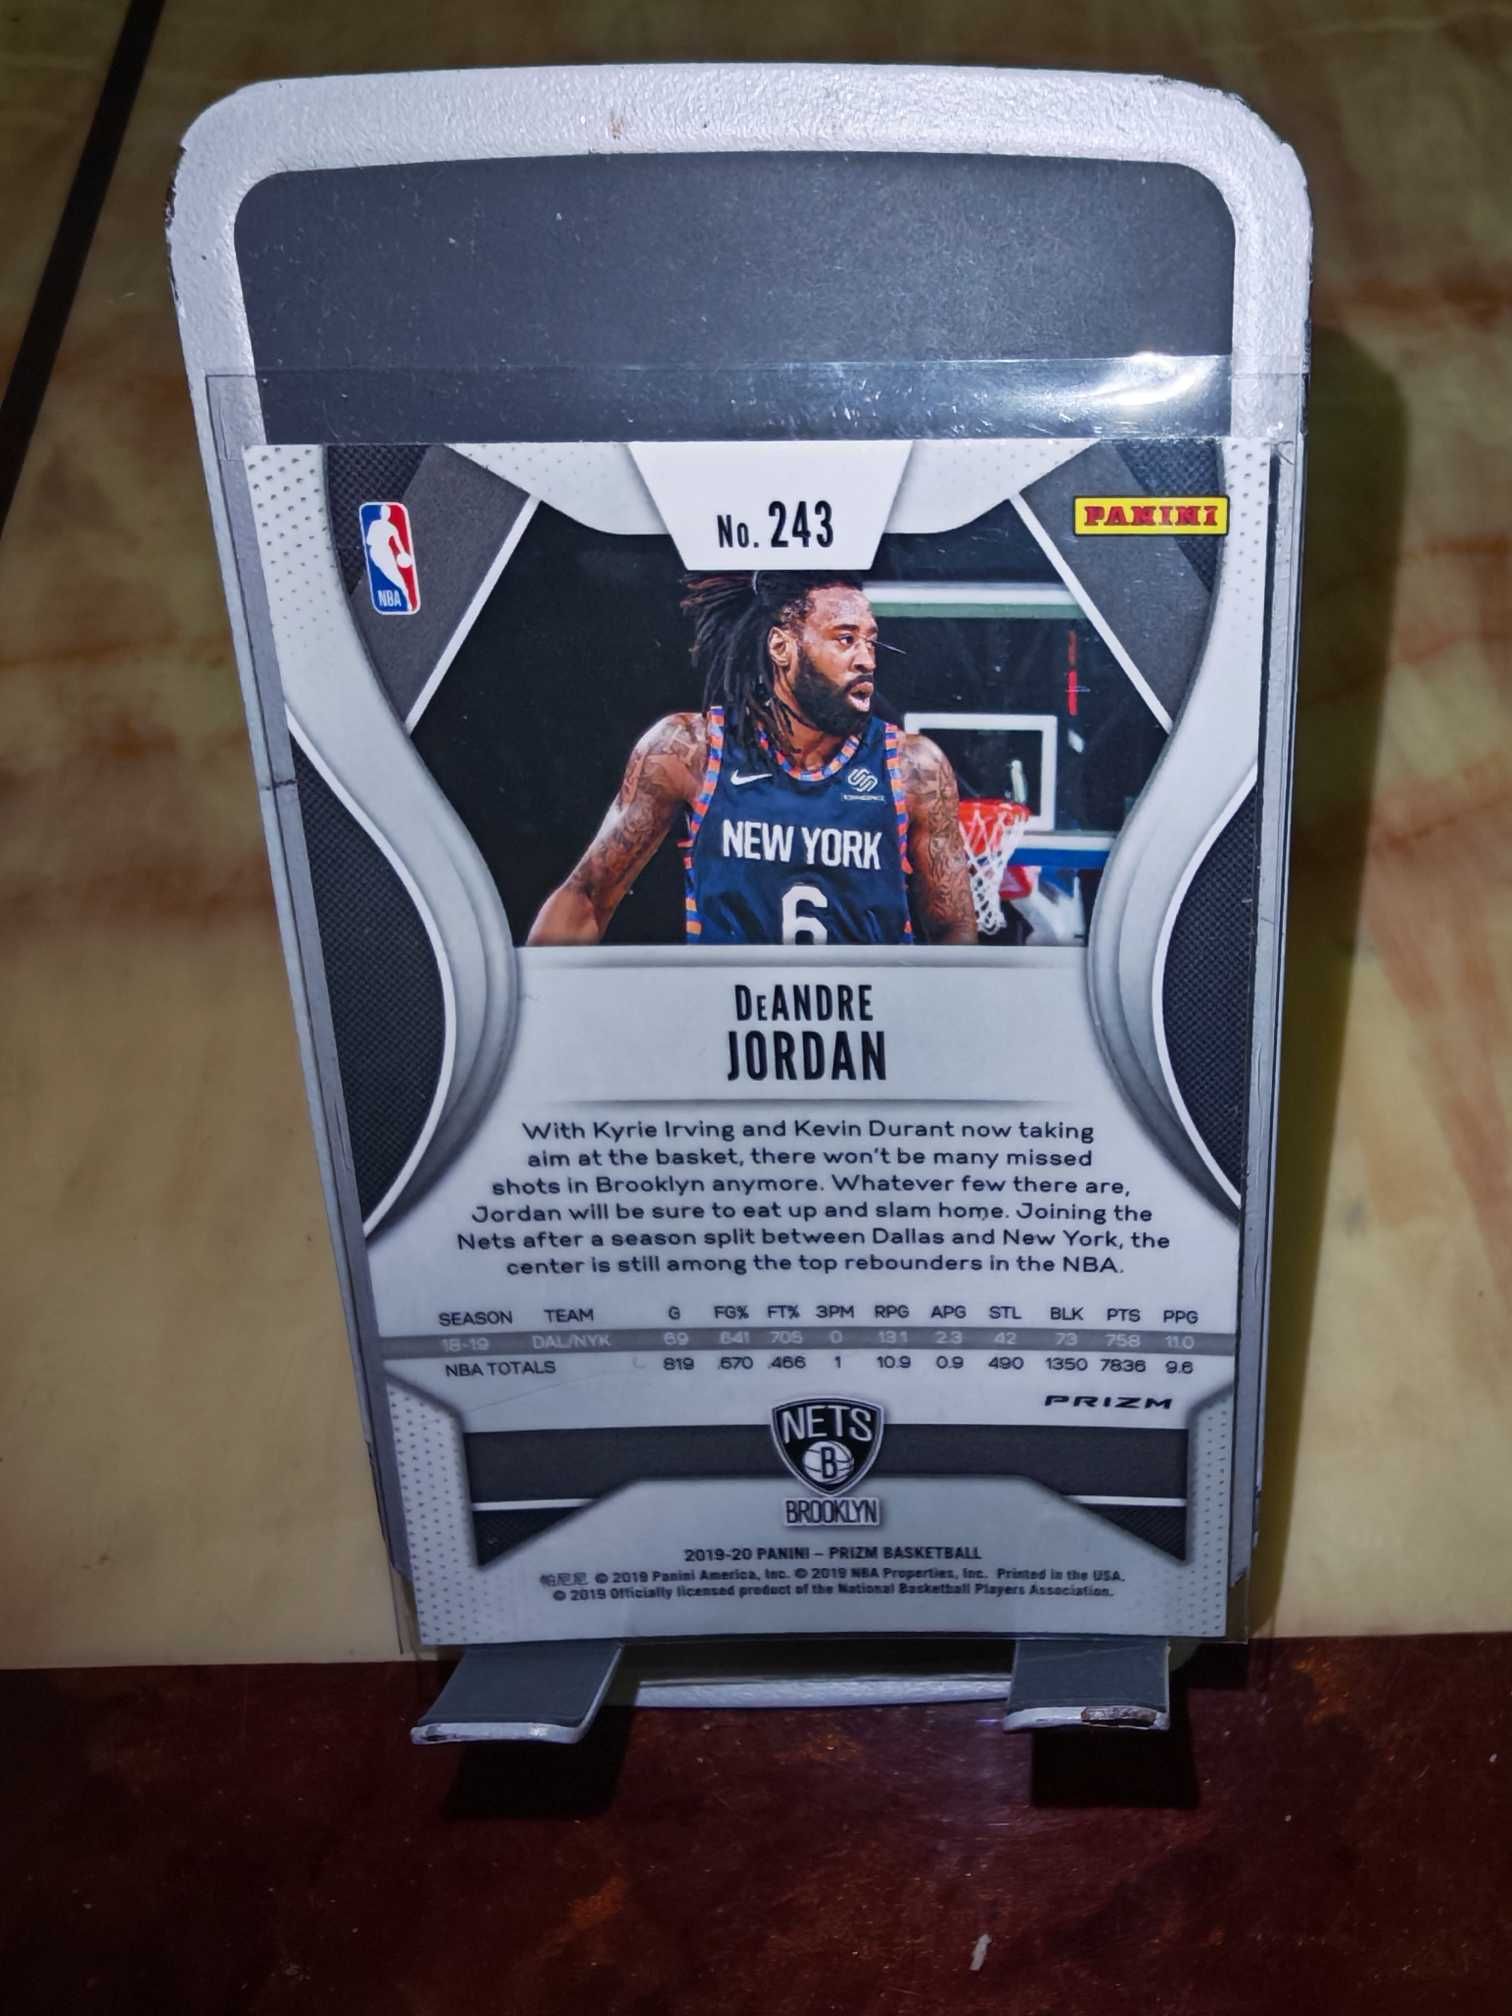 No. 243
PANINI
NBA
NEW YORK
6
DeANDRE
JORDAN
With Kyrie Irving and Kevin Durant now taking
aim at the basket, there won't be many missed
shots in Brooklyn anymore. Whatever few there are,
Jordan will be sure to eat up and slam home. Joining the
Nets after a season split between Dallas and New York, the
center is still among the top rebounders in the NBA.
SEASON TEAM G FG% FT% 3PM RPG APG STL BLK PTS PPG
18-19 DAL/NYK 69 .641 .705 0 13.1 2.3 42 73 758 11.0
NBA TOTALS 819 .670 .466 1 10.9 0.9 490 1350 7836 9.6
PRIZM
NETS
B
BROOKLYN
2019-20 PANINI – PRIZM BASKETBALL
帕尼尼 © 2019 Panini America, Inc. © 2019 NBA Properties, Inc. Printed in the USA.
© 2019 Officially licensed product of the National Basketball Players Association.